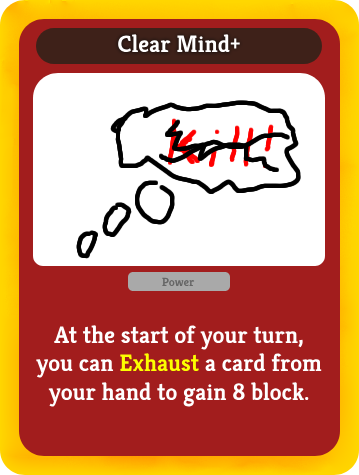 Clear Mind+
Kill!
Power
At the start of your turn,
you can Exhaust a card from
your hand to gain 8 block.